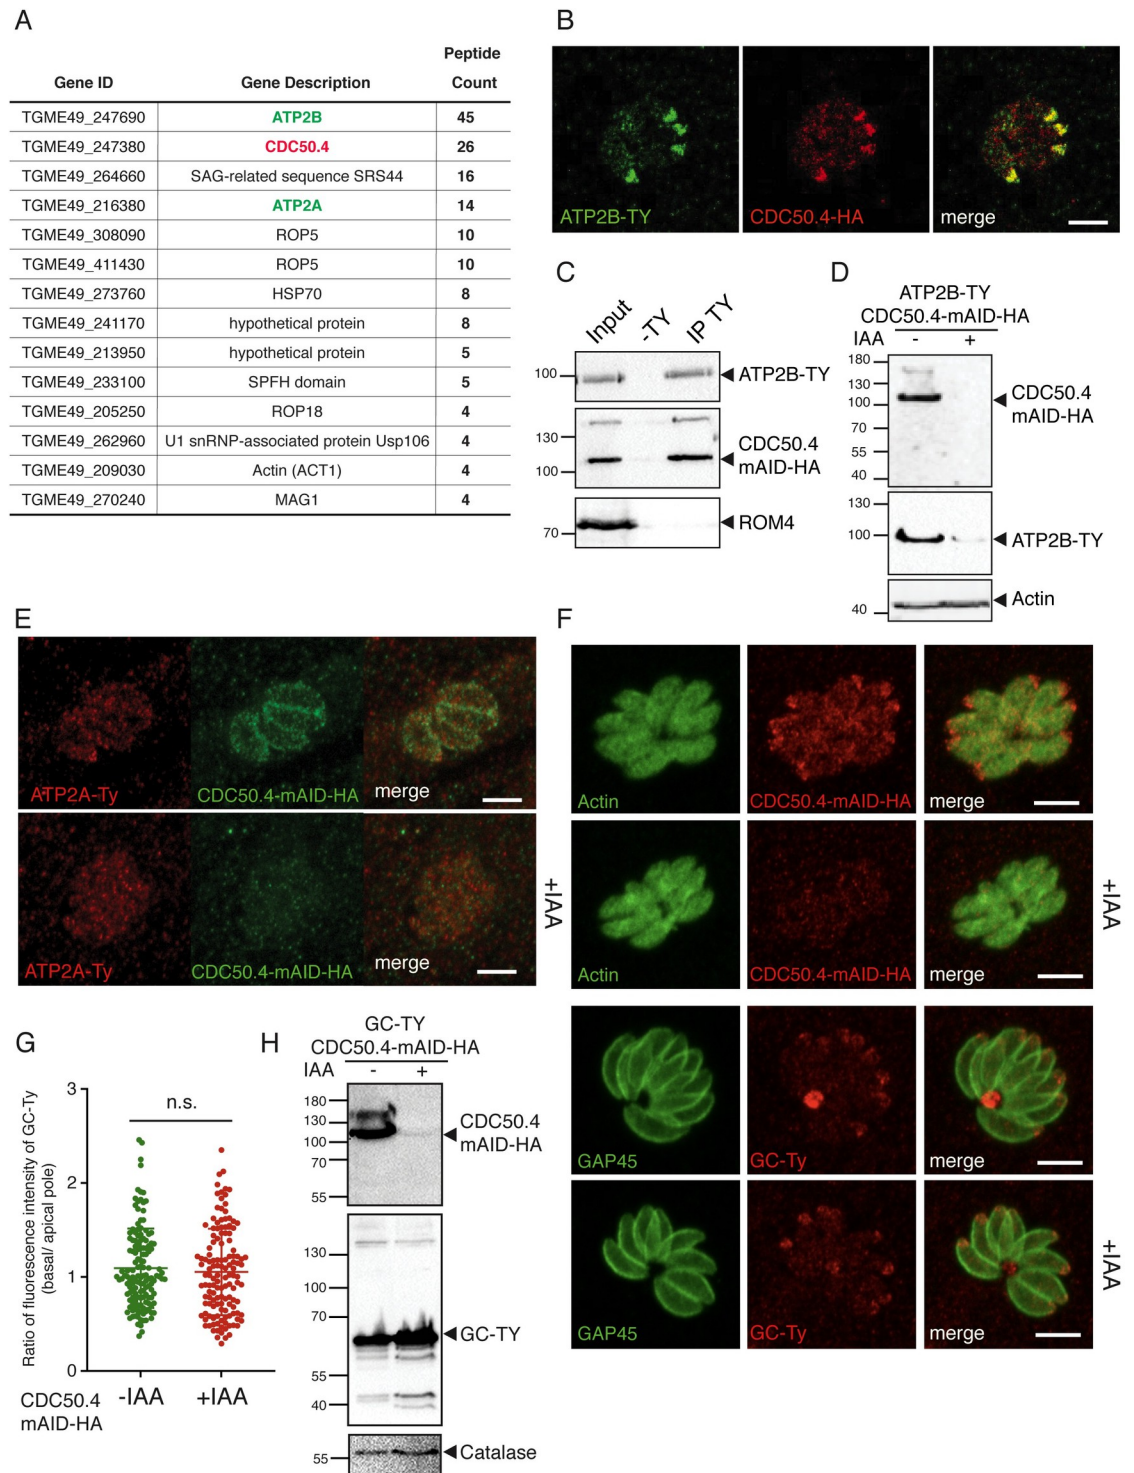 A
Gene ID Gene Description Peptide Count
TGME49_247690 ATP2B 45
TGME49_247380 CDC50.4 26
TGME49_264660 SAG-related sequence SRS44 16
TGME49_216380 ATP2A 14
TGME49_308090 ROP5 10
TGME49_411430 ROP5 10
TGME49_273760 HSP70 8
TGME49_241170 hypothetical protein 8
TGME49_213950 hypothetical protein 5
TGME49_233100 SPFH domain 5
TGME49_205250 ROP18 4
TGME49_262960 U1 snRNP-associated protein Usp106 4
TGME49_209030 Actin (ACT1) 4
TGME49_270240 MAG1 4
B
ATP2B-TY CDC50.4-HA merge
C
Input -TY IP TY
100 ATP2B-TY
130
100
CDC50.4
mAID-HA
70 ROM4
D
ATP2B-TY
CDC50.4-mAID-HA
IAA - +
180
130
100
70
55
40
CDC50.4
mAID-HA
130
100
ATP2B-TY
40
Actin
E
ATP2A-Ty CDC50.4-mAID-HA merge
ATP2A-Ty CDC50.4-mAID-HA merge
+IAA
F
Actin CDC50.4-mAID-HA merge
Actin CDC50.4-mAID-HA merge
+IAA
GAP45 GC-Ty merge
GAP45 GC-Ty merge
+IAA
G
Ratio of fluorescence intensity of GC-Ty
(basal/ apical pole)
3
2
1
0
n.s.
CDC50.4
mAID-HA
-IAA +IAA
H
GC-TY
CDC50.4-mAID-HA
IAA - +
180
130
100
70
55
CDC50.4
mAID-HA
130
100
70
55
40
GC-TY
55
Catalase